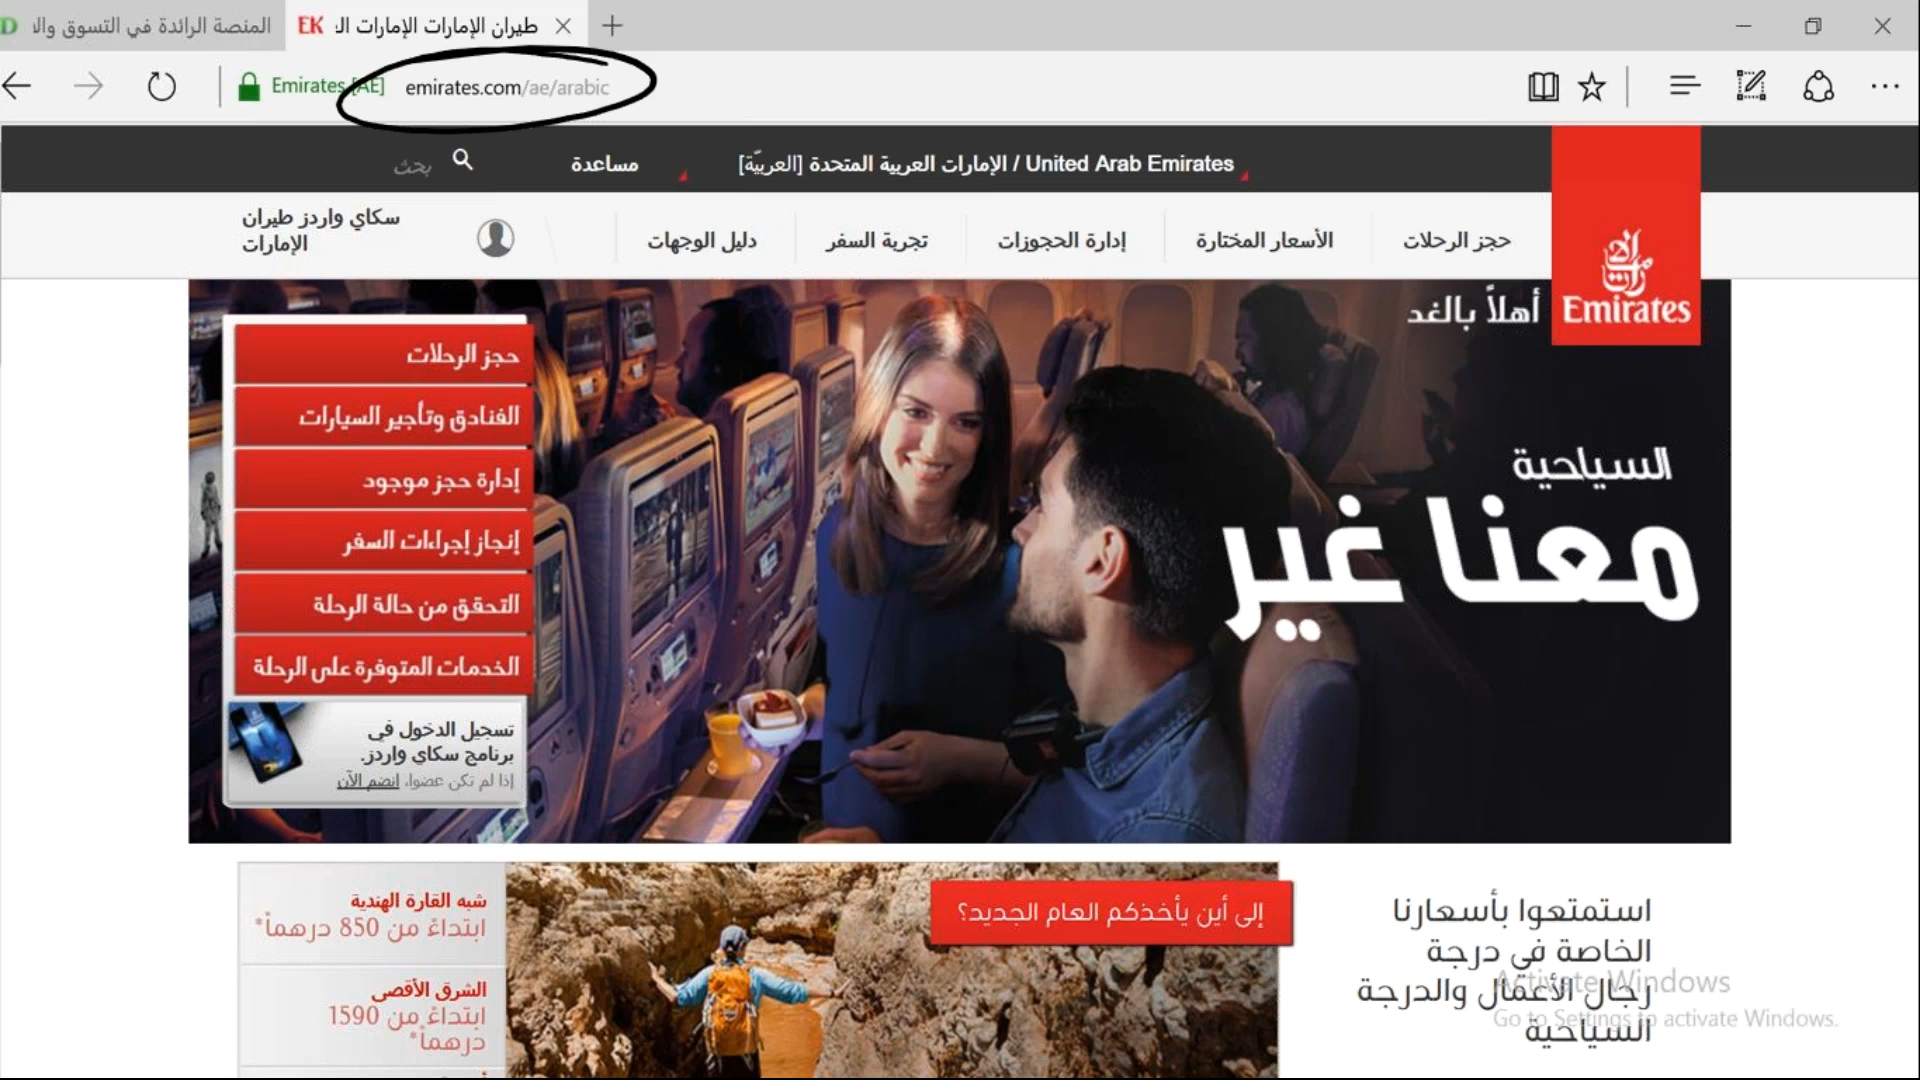 المنصة الرائدة في التسوق والا
EK طيران الإمارات الإمارات ال
Emirates [AE] emirates.com/ae/arabic
United Arab Emirates / الإمارات العربية المتحدة [العربيّة]
مساعدة
بحث
Emirates
حجز الرحلات
الأسعار المختارة
إدارة الحجوزات
تجربة السفر
دليل الوجهات
سكاي واردز طيران
الإمارات
أهلاً بالغد
السياحية
معنا غير
حجز الرحلات
الفنادق وتأجير السيارات
إدارة حجز موجود
إنجاز إجراءات السفر
التحقق من حالة الرحلة
الخدمات المتوفرة على الرحلة
تسجيل الدخول في
برنامج سكاي واردز.
إذا لم تكن عضوا، انضم الآن
استمتعوا بأسعارنا
الخاصة في درجة
رجال الأعمال والدرجة
السياحية
إلى أين يأخذكم العام الجديد؟
شبه القارة الهندية
ابتداءً من 850 درهماً*
الشرق الأقصى
ابتداءً من 1590
درهماً*
Activate Windows
Go to Settings to activate Windows.